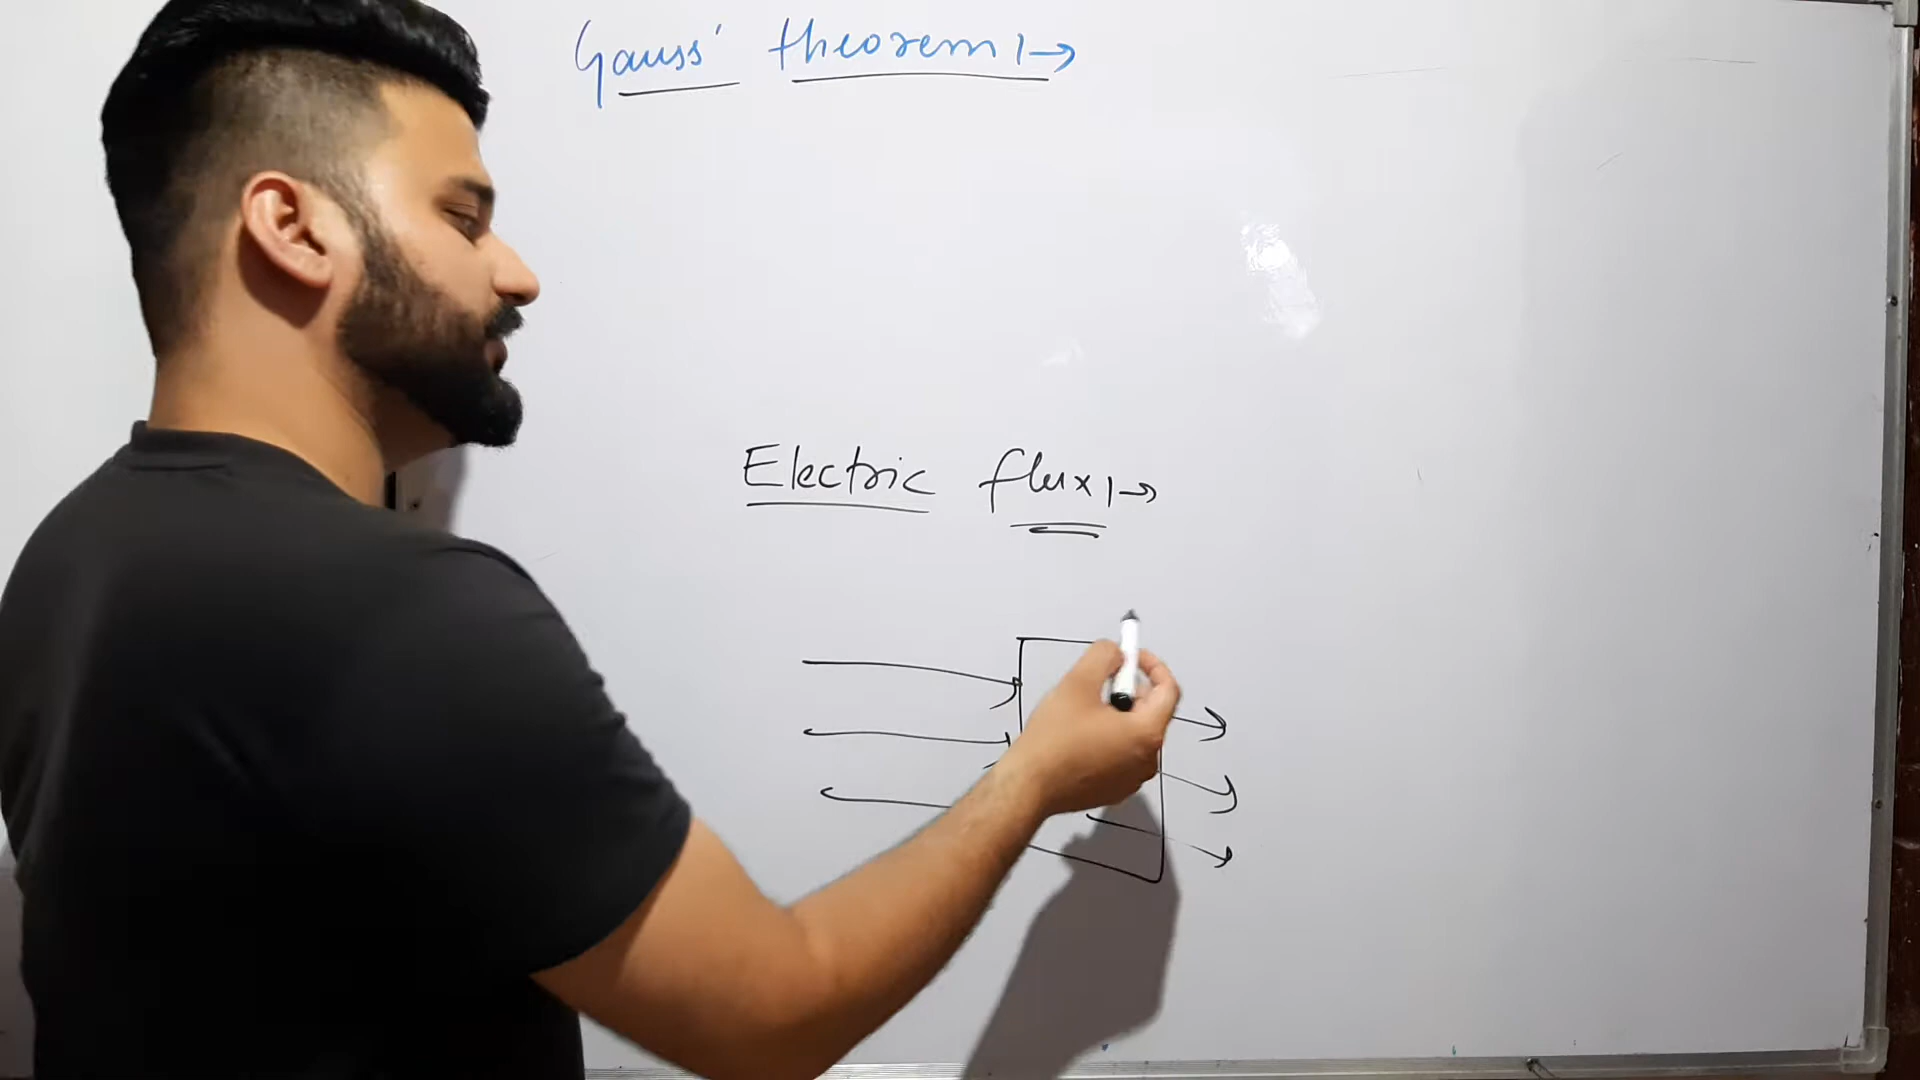 Gauss' theorem :→
Electric flux :→